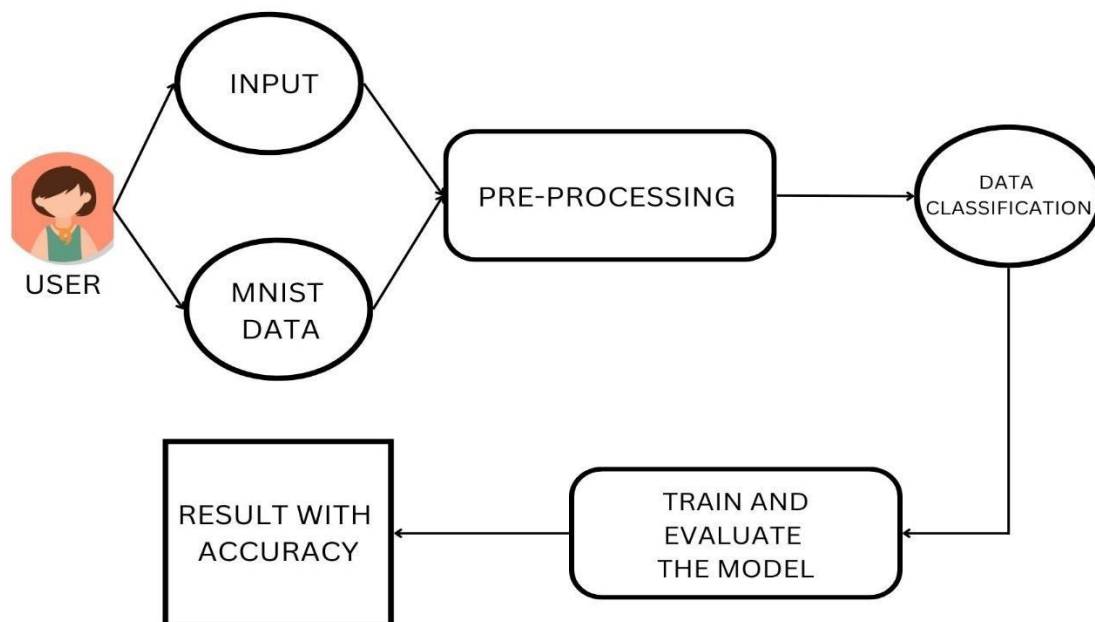 INPUT
USER
MNIST
DATA
PRE-PROCESSING
DATA
CLASSIFICATION
TRAIN AND
EVALUATE
THE MODEL
RESULT WITH
ACCURACY